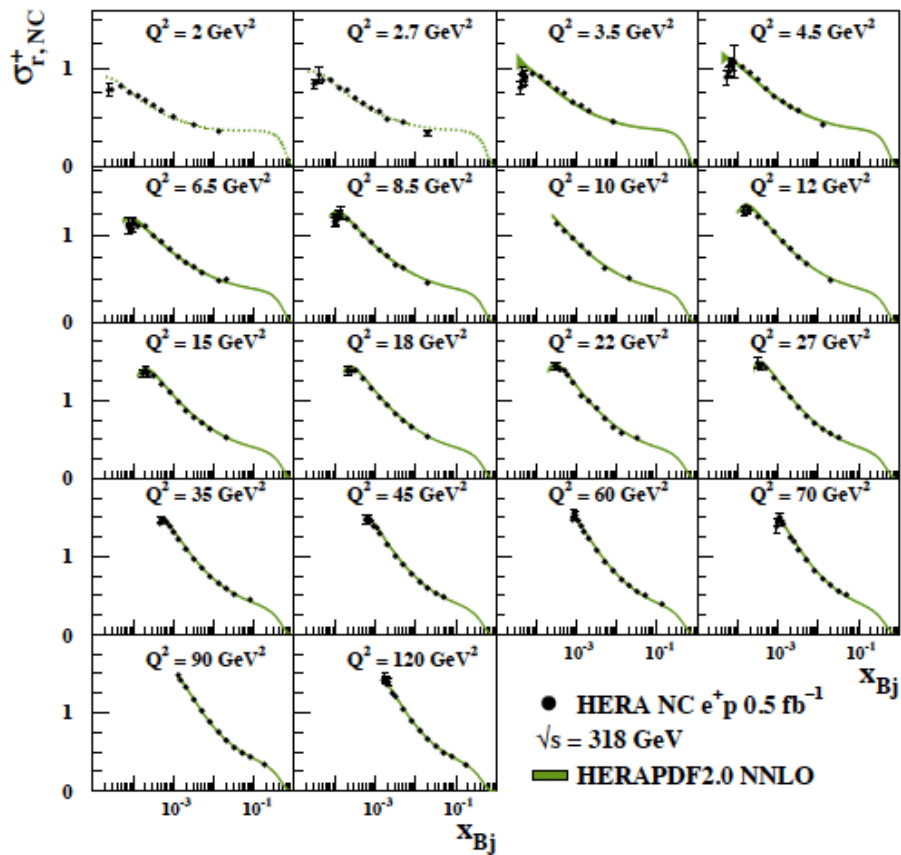 σ⁺r, NC
Q² = 2 GeV²
Q² = 2.7 GeV²
Q² = 3.5 GeV²
Q² = 4.5 GeV²
1
0
Q² = 6.5 GeV²
Q² = 8.5 GeV²
Q² = 10 GeV²
Q² = 12 GeV²
1
0
Q² = 15 GeV²
Q² = 18 GeV²
Q² = 22 GeV²
Q² = 27 GeV²
1
0
Q² = 35 GeV²
Q² = 45 GeV²
Q² = 60 GeV²
Q² = 70 GeV²
1
0
10⁻³ 10⁻¹ 10⁻³ 10⁻¹
xBj
Q² = 90 GeV²
Q² = 120 GeV²
1
0
10⁻³ 10⁻¹ 10⁻³ 10⁻¹
xBj
HERA NC e⁺p 0.5 fb⁻¹
√s = 318 GeV
HERAPDF2.0 NNLO